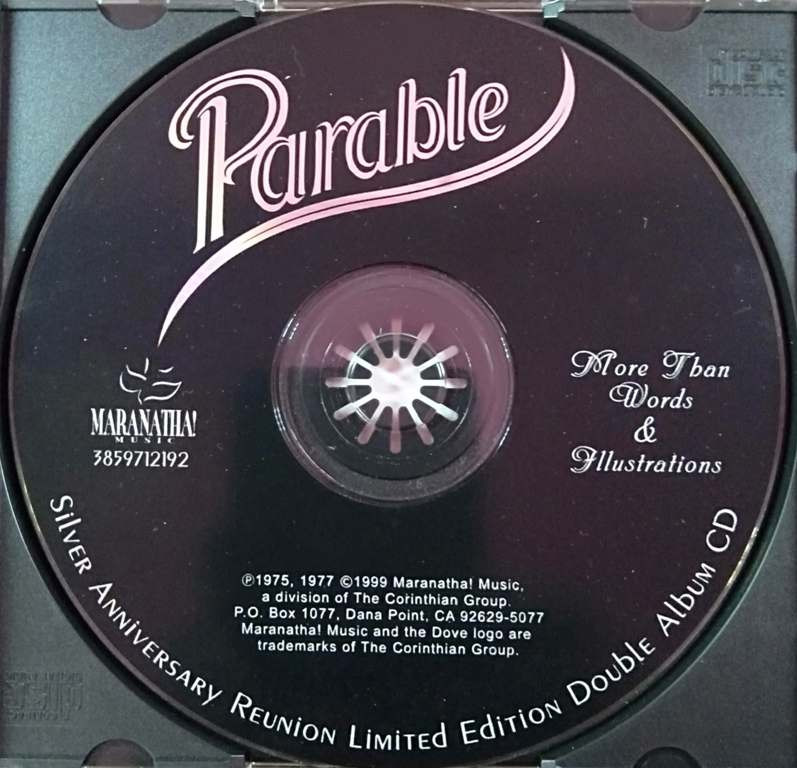 Parable
MARANATHA!
MUSIC
3859712192
More Than
Words
&
Illustrations
℗1975, 1977 ©1999 Maranatha! Music,
a division of The Corinthian Group.
P.O. Box 1077, Dana Point, CA 92629-5077
Maranatha! Music and the Dove logo are
trademarks of The Corinthian Group.
Silver Anniversary Reunion Limited Edition Double Album CD